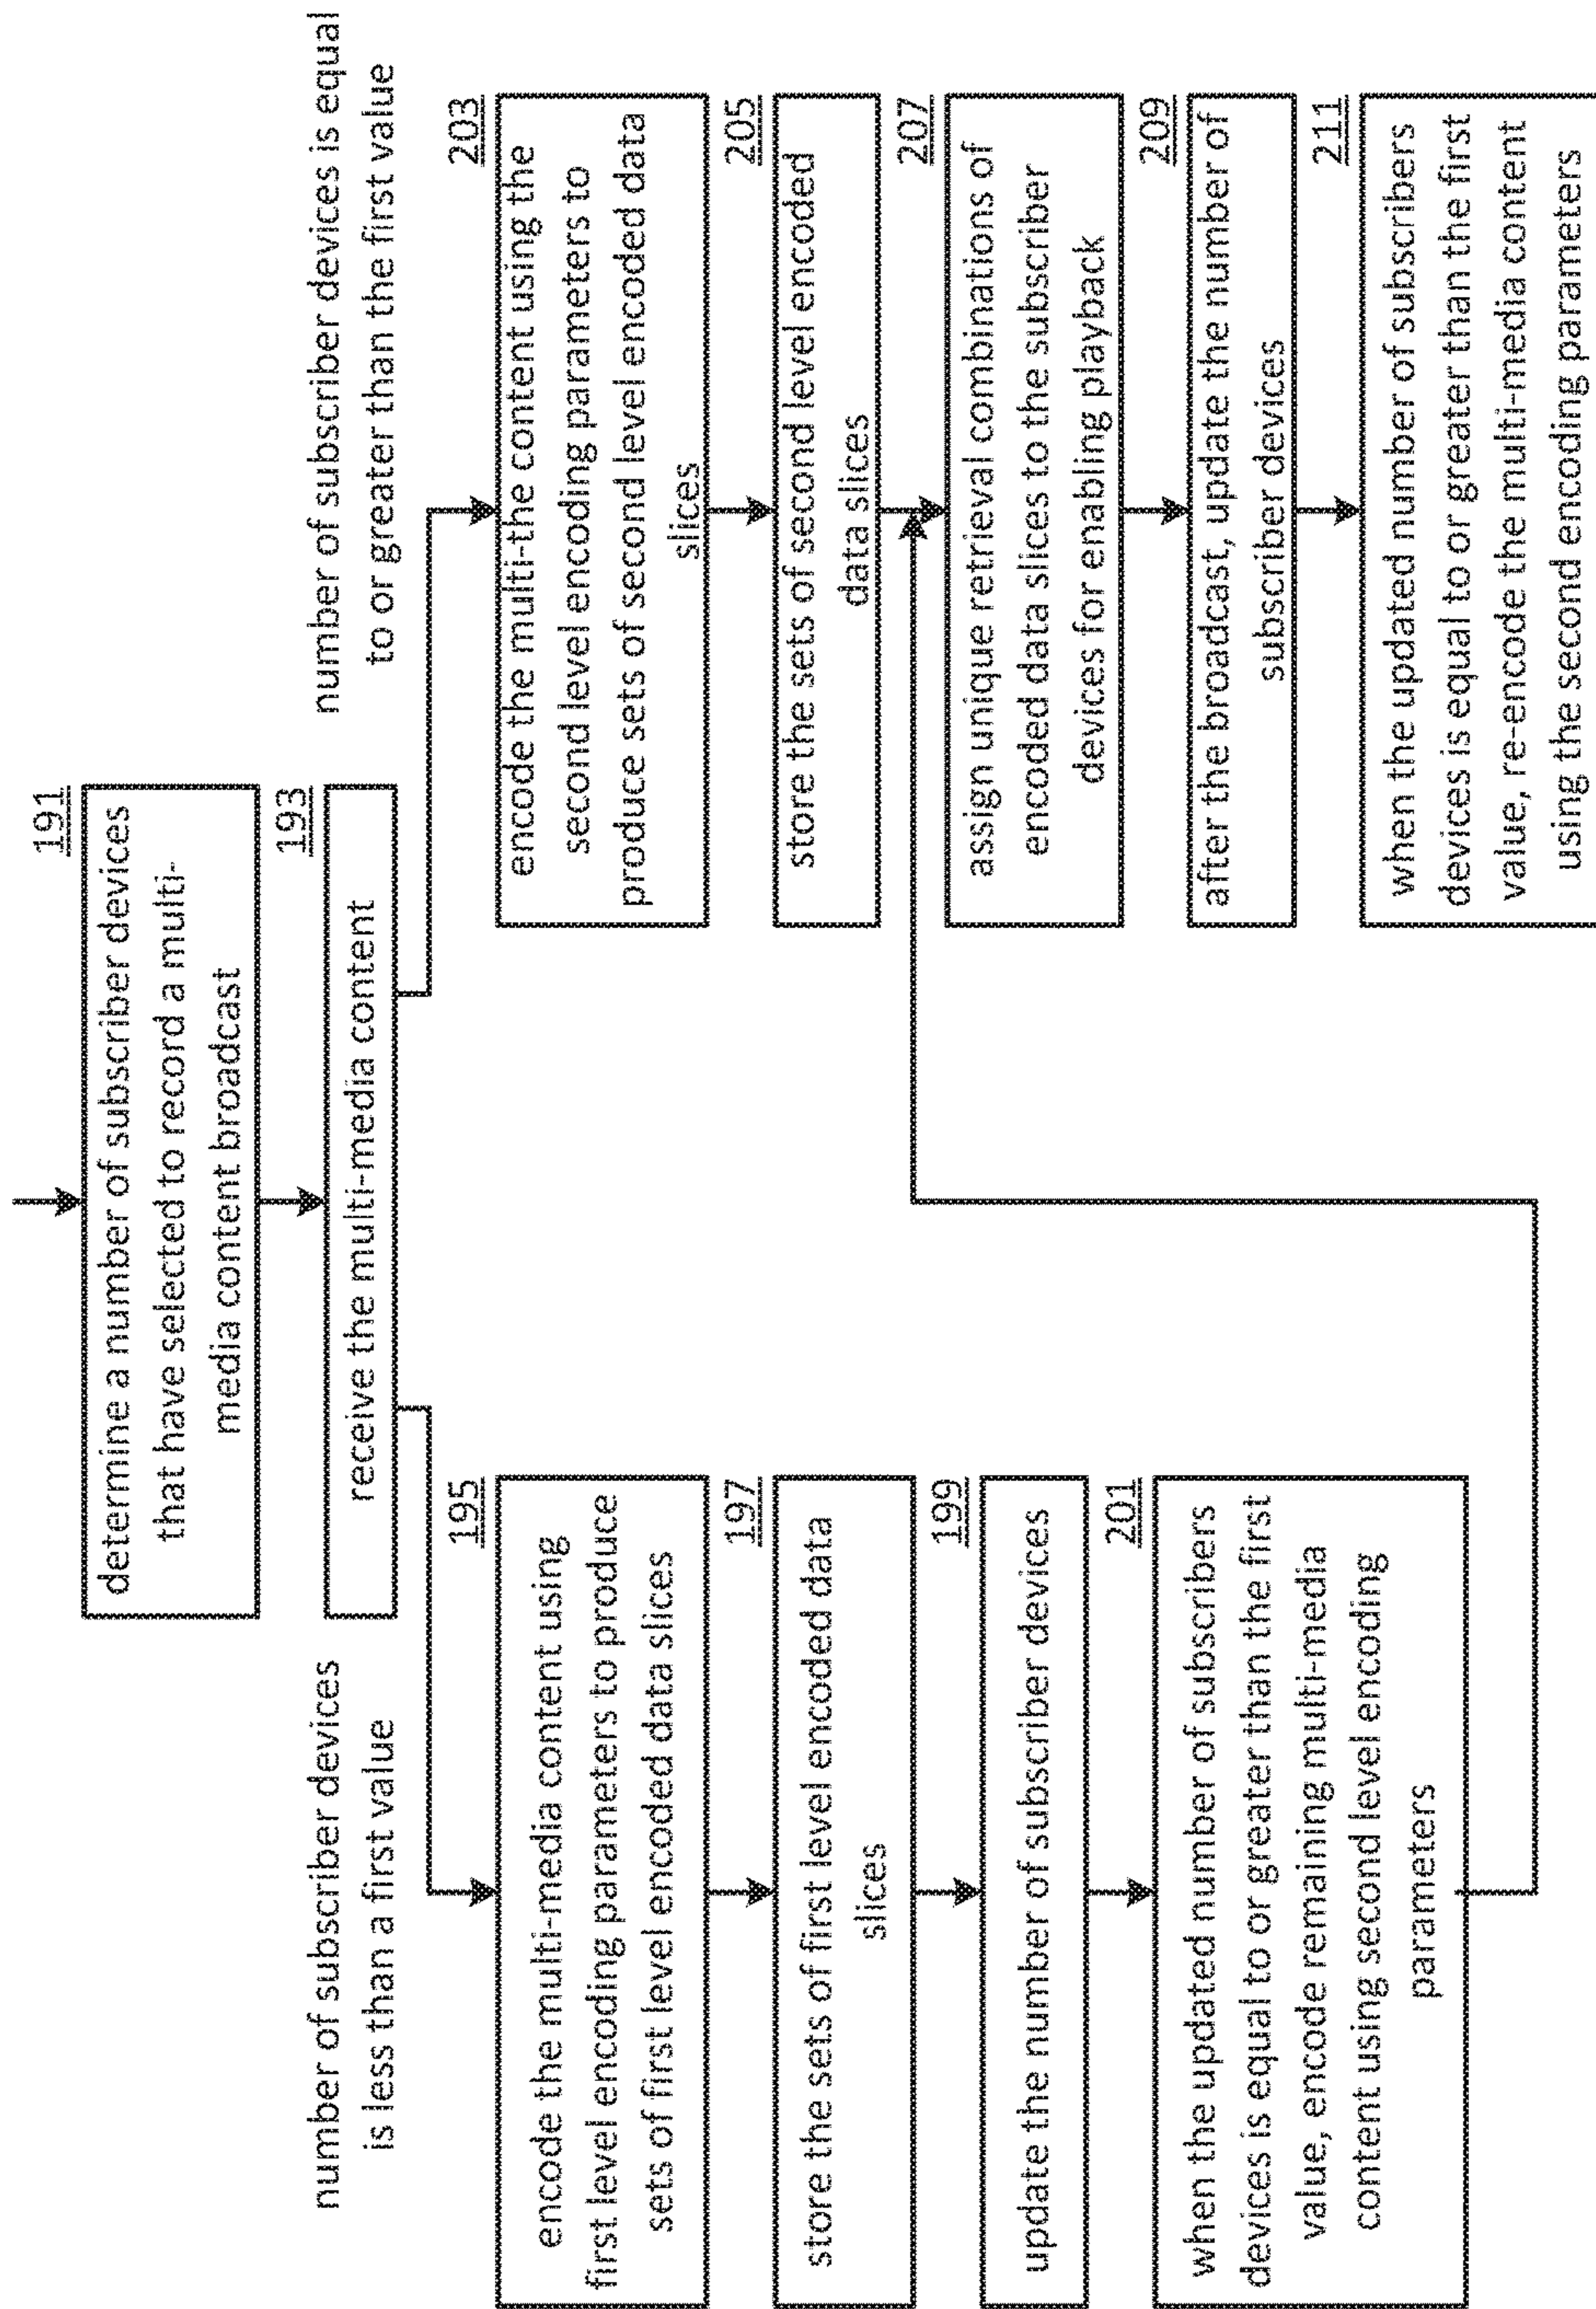 191
determine a number of subscriber devices
that have selected to record a multi-
media content broadcast
193
receive the multi-media content
number of subscriber devices
is less than a first value
195
encode the multi-media content using
first level encoding parameters to produce
sets of first level encoded data slices
197
store the sets of first level encoded data
slices
199
update the number of subscriber devices
201
when the updated number of subscribers
devices is equal to or greater than the first
value, encode remaining multi-media
content using second level encoding
parameters
number of subscriber devices is equal
to or greater than the first value
203
encode the multi-the content using the
second level encoding parameters to
produce sets of second level encoded data
slices
205
store the sets of second level encoded
data slices
207
assign unique retrieval combinations of
encoded data slices to the subscriber
devices for enabling playback
209
after the broadcast, update the number of
subscriber devices
211
when the updated number of subscribers
devices is equal to or greater than the first
value, re-encode the multi-media content
using the second encoding parameters